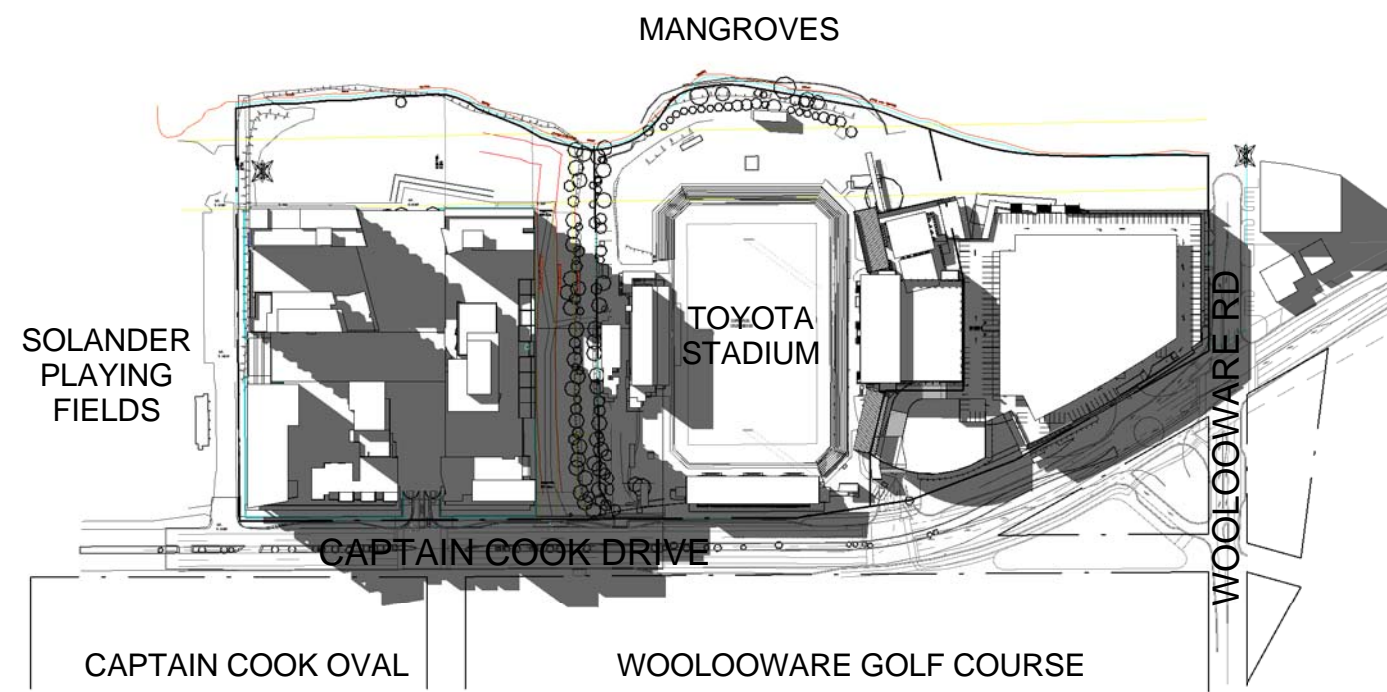 MANGROVES
SOLANDER
PLAYING
FIELDS
TOYOTA
STADIUM
WOOLOOWARE RD
CAPTAIN COOK DRIVE
CAPTAIN COOK OVAL
WOOLOOWARE GOLF COURSE